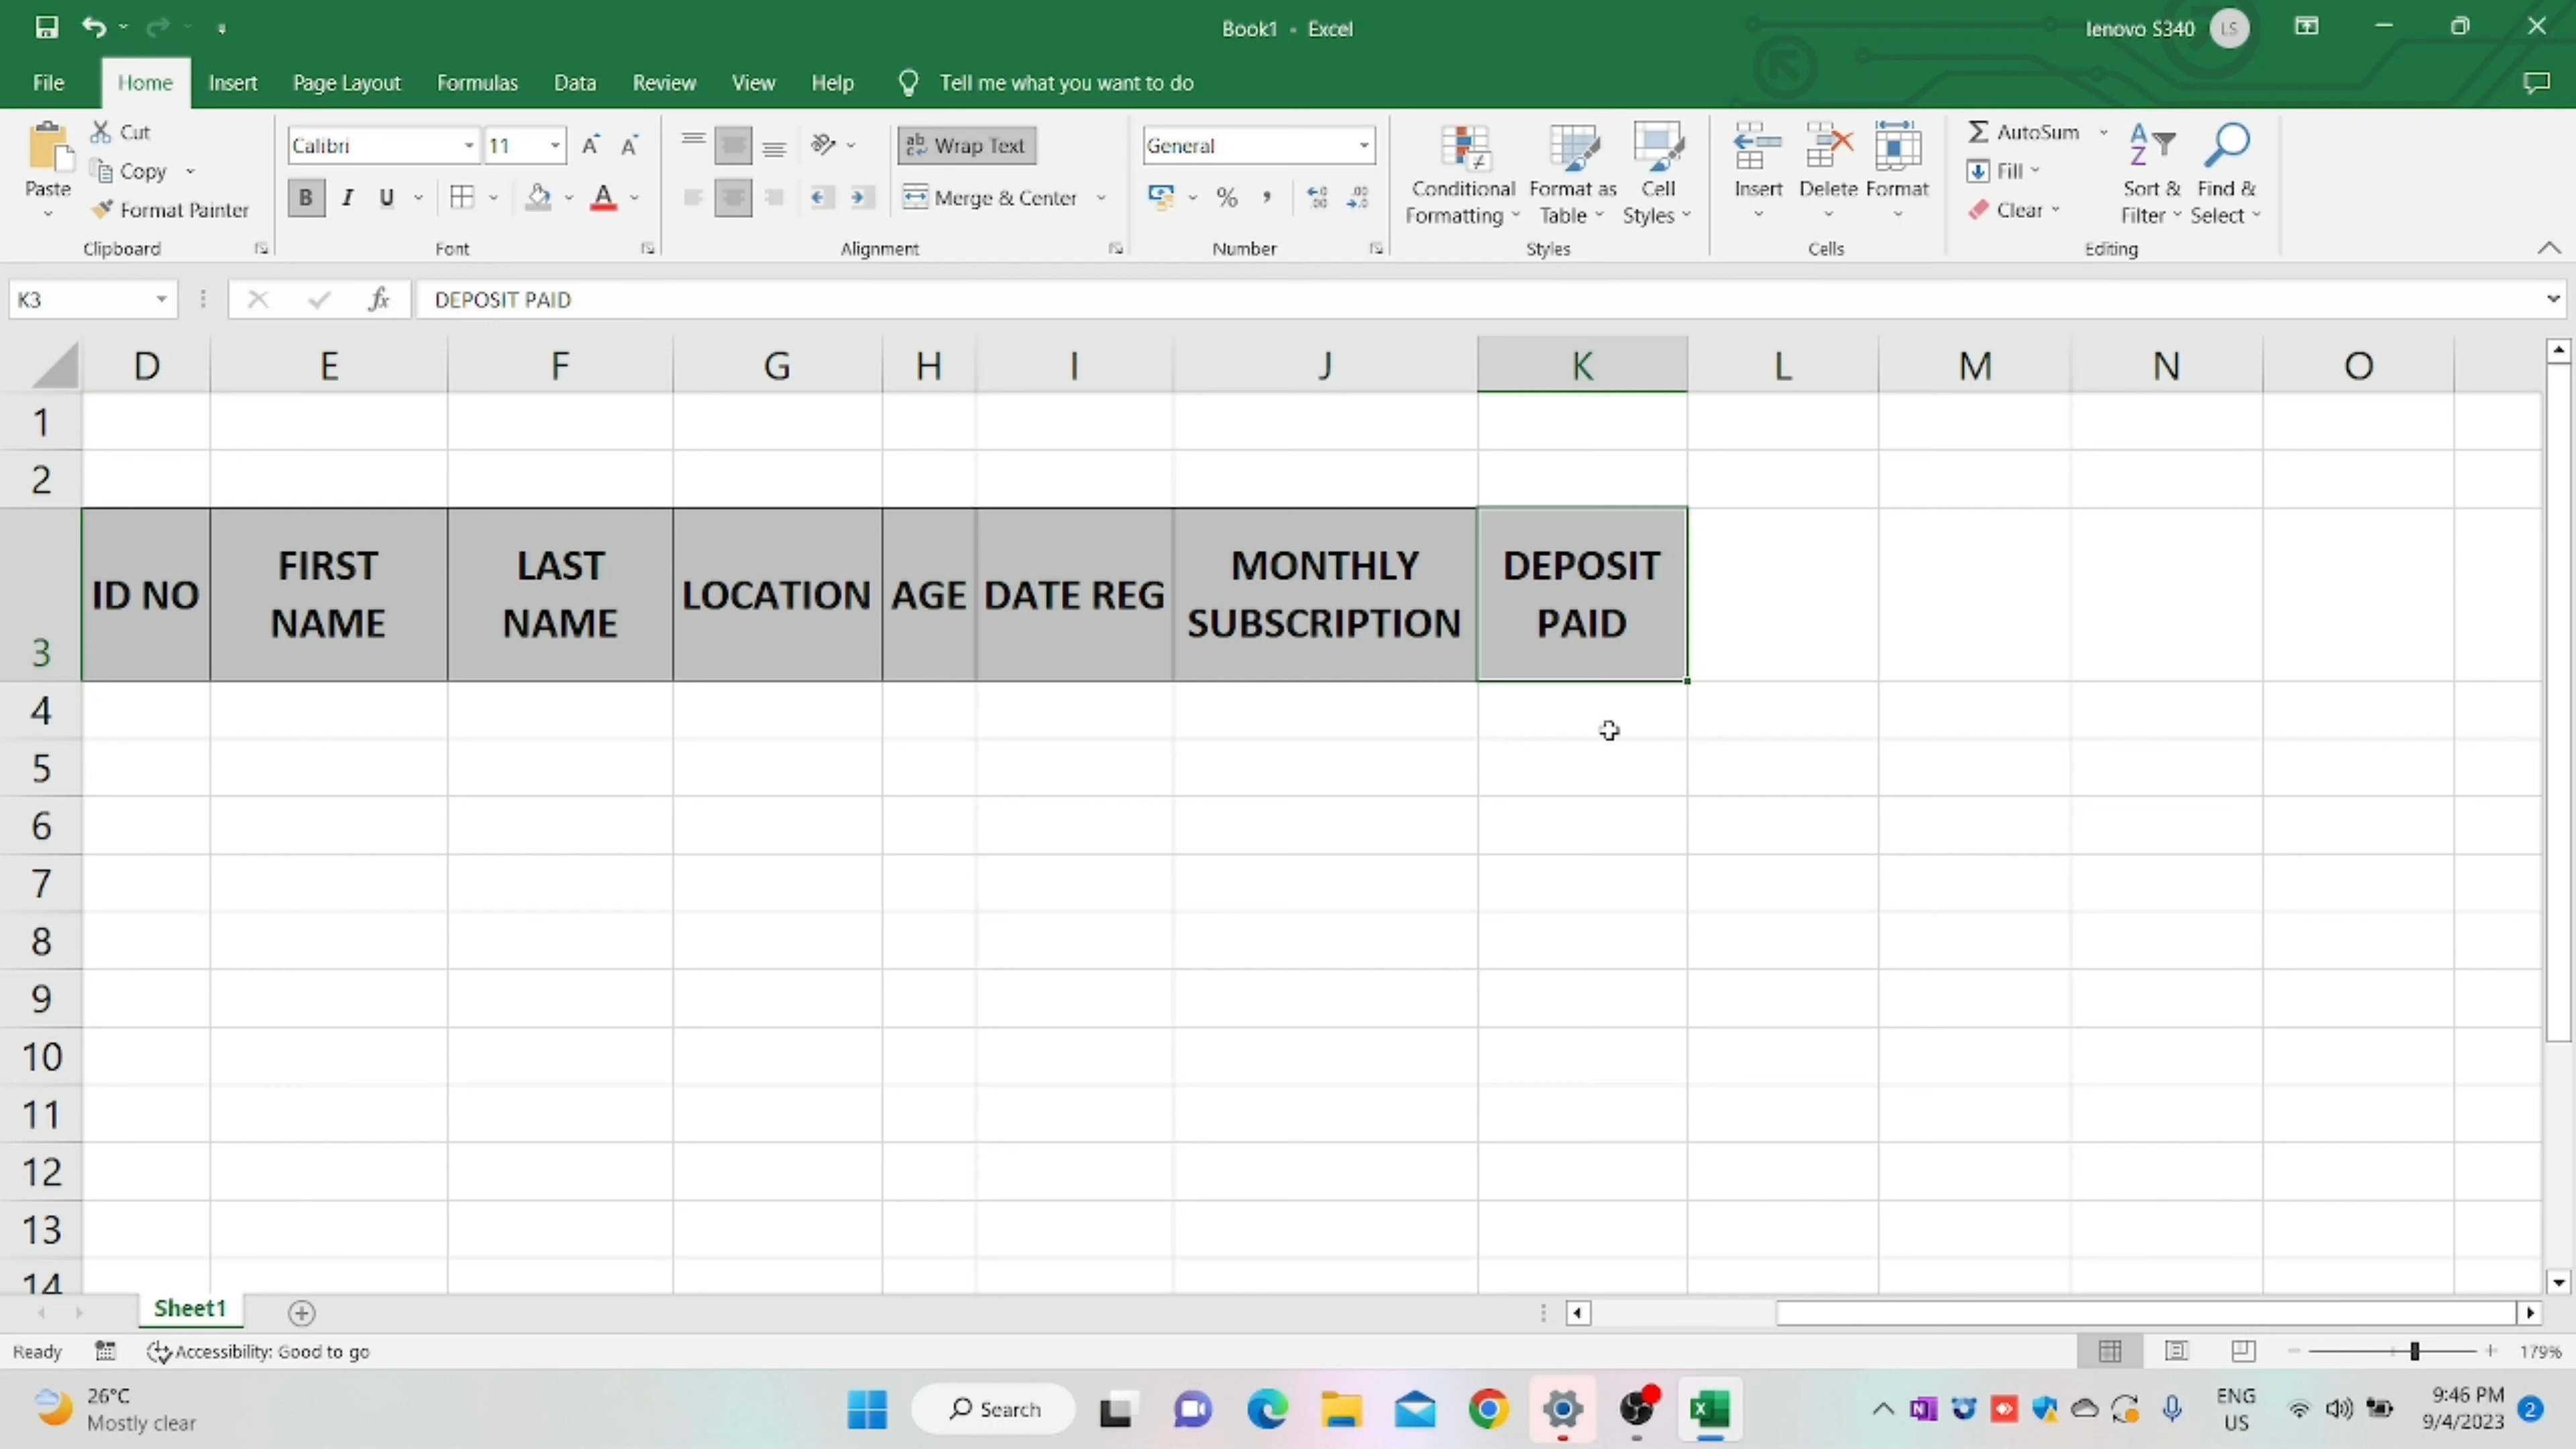 Book1 - Excel
lenovo S340
LS
File Home Insert Page Layout Formulas Data Review View Help Tell me what you want to do
Paste
Cut
Copy
Format Painter
Clipboard
Calibri
11
B I U
A
Font
ab Wrap Text
Merge & Center
Alignment
General
%
Number
Conditional Formatting
Format as Table
Cell Styles
Styles
Insert
Delete
Format
Cells
AutoSum
Fill
Clear
Sort & Filter
Find & Select
Editing
K3
fx
DEPOSIT PAID
D E F G H I J K L M N O
1
2
3
ID NO
FIRST
NAME
LAST
NAME
LOCATION
AGE
DATE REG
MONTHLY
SUBSCRIPTION
DEPOSIT
PAID
4
5
6
7
8
9
10
11
12
13
14
Sheet1
Ready
Accessibility: Good to go
179%
26°C
Mostly clear
Search
ENG
US
9:46 PM
9/4/2023
2